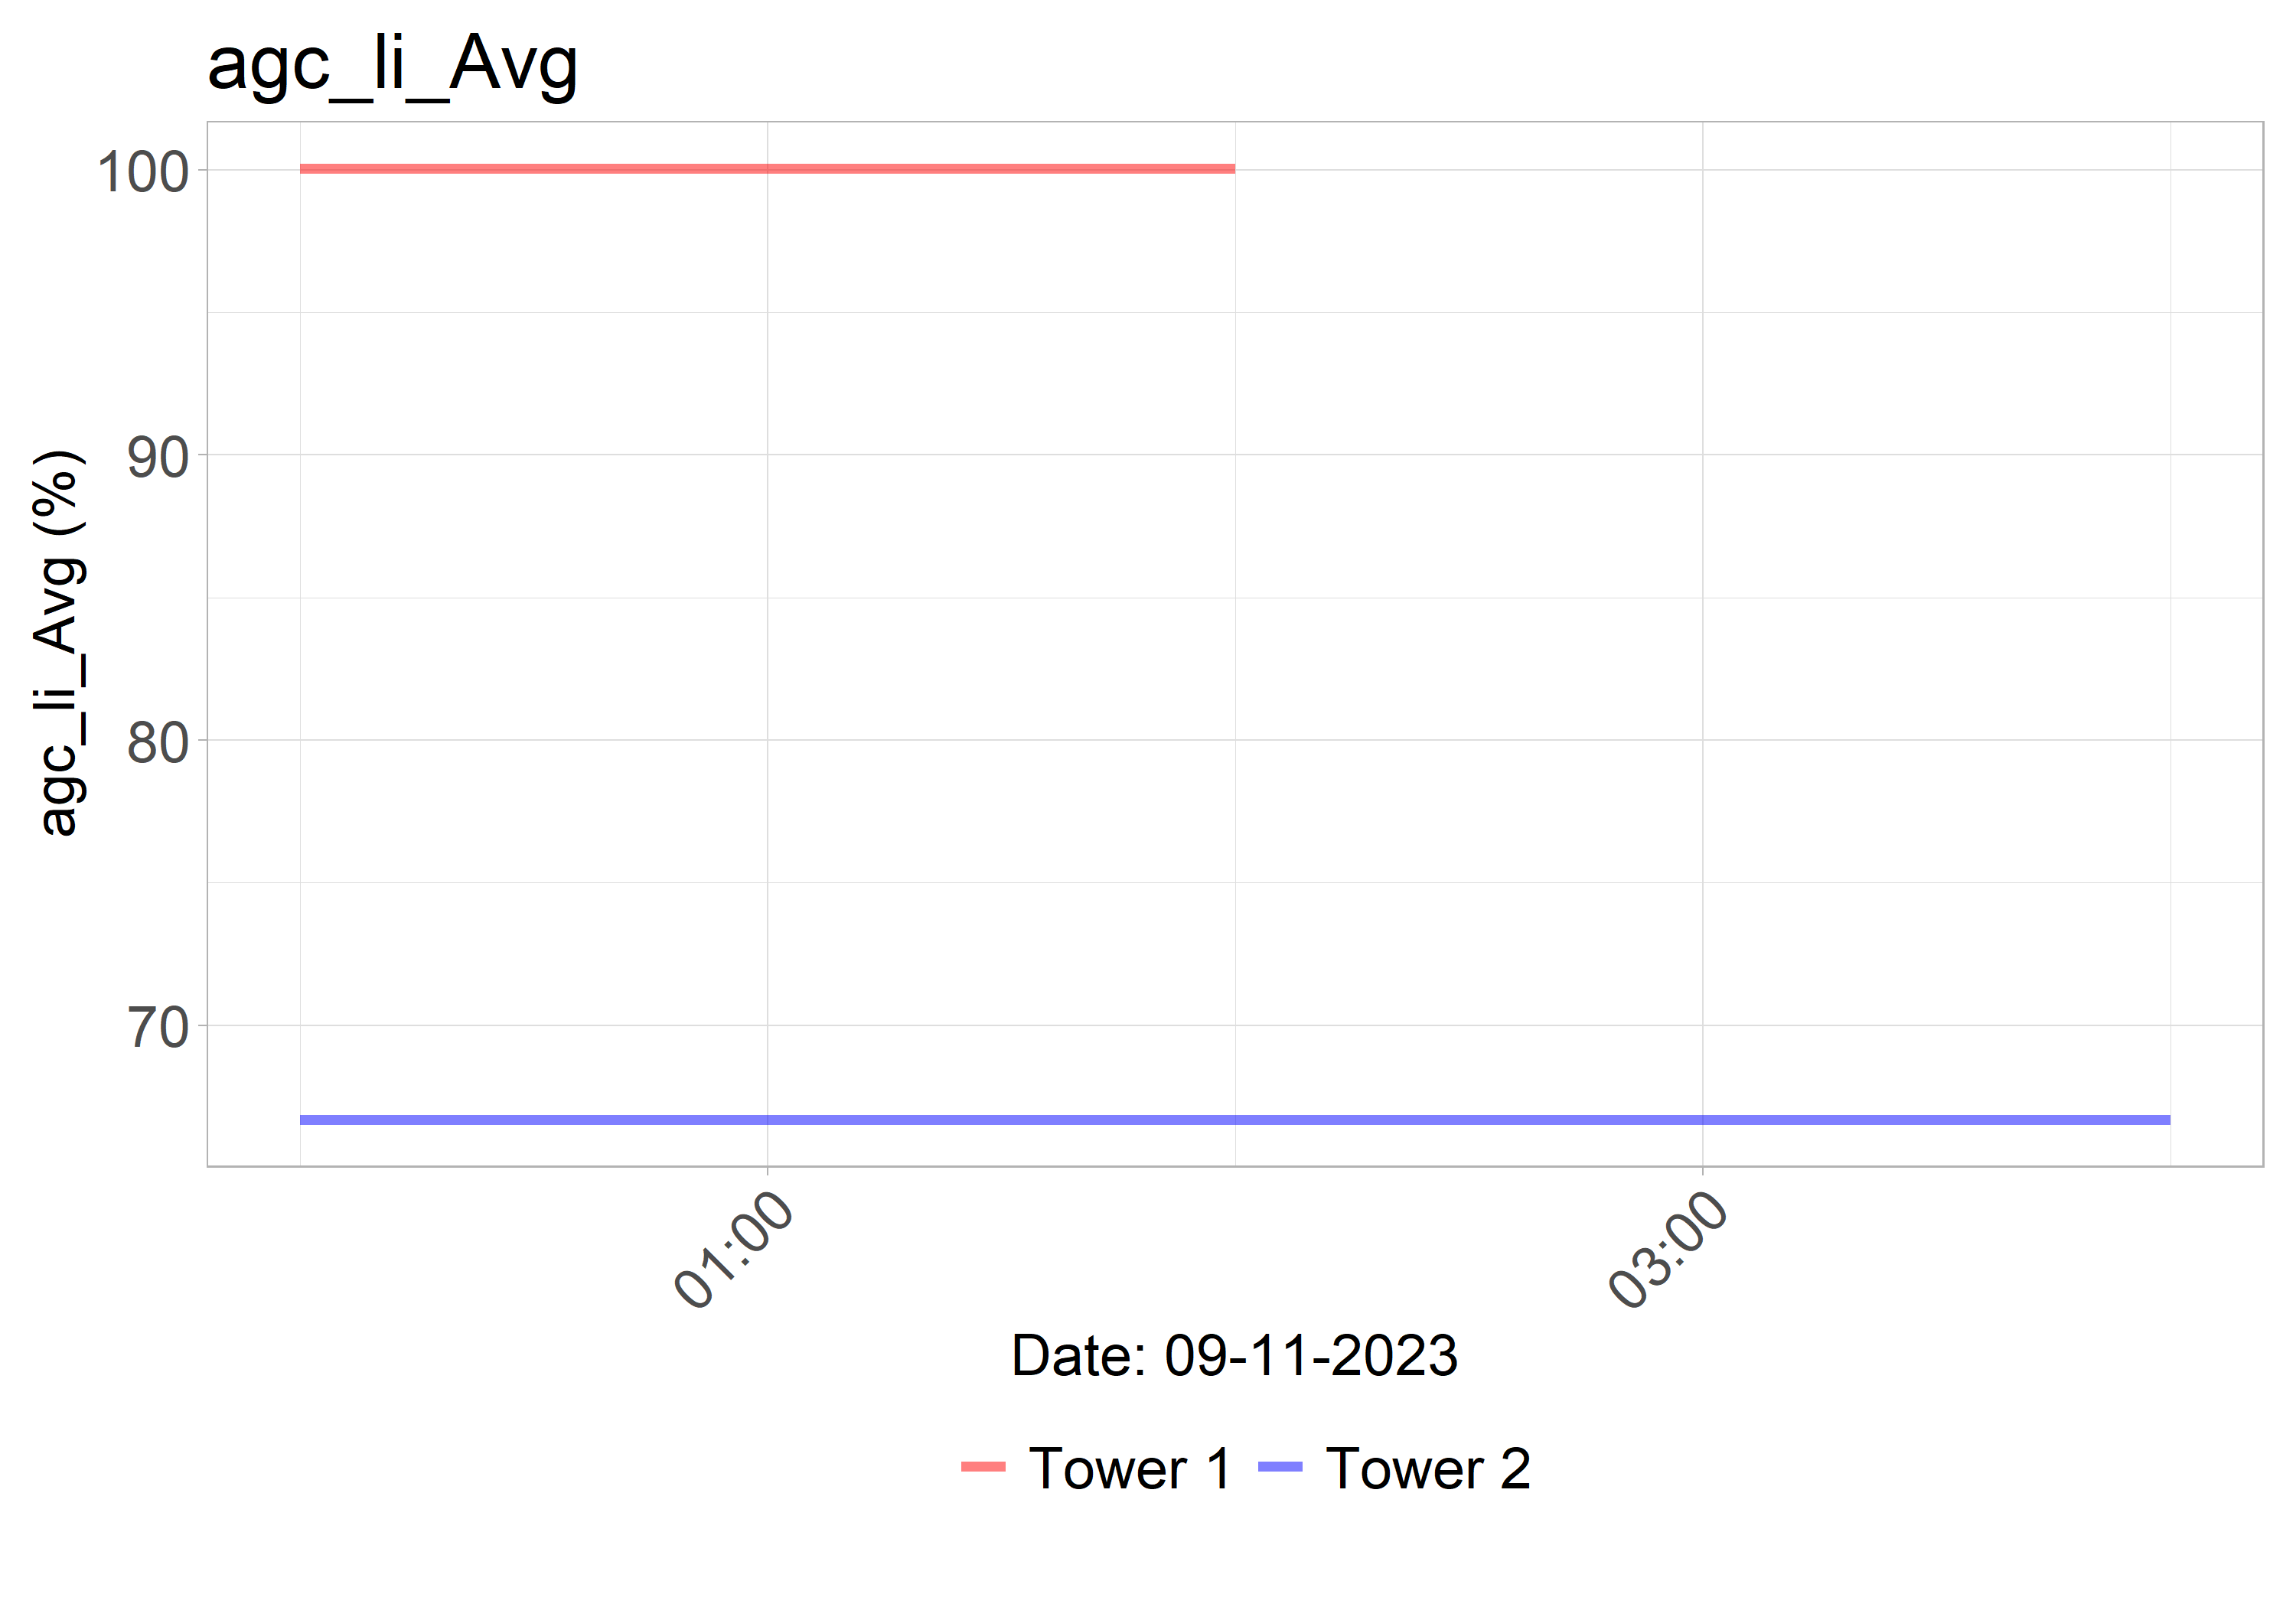 agc_li_Avg
agc_li_Avg (%)
100
90
80
70
01:00
03:00
Date: 09-11-2023
Tower 1
Tower 2